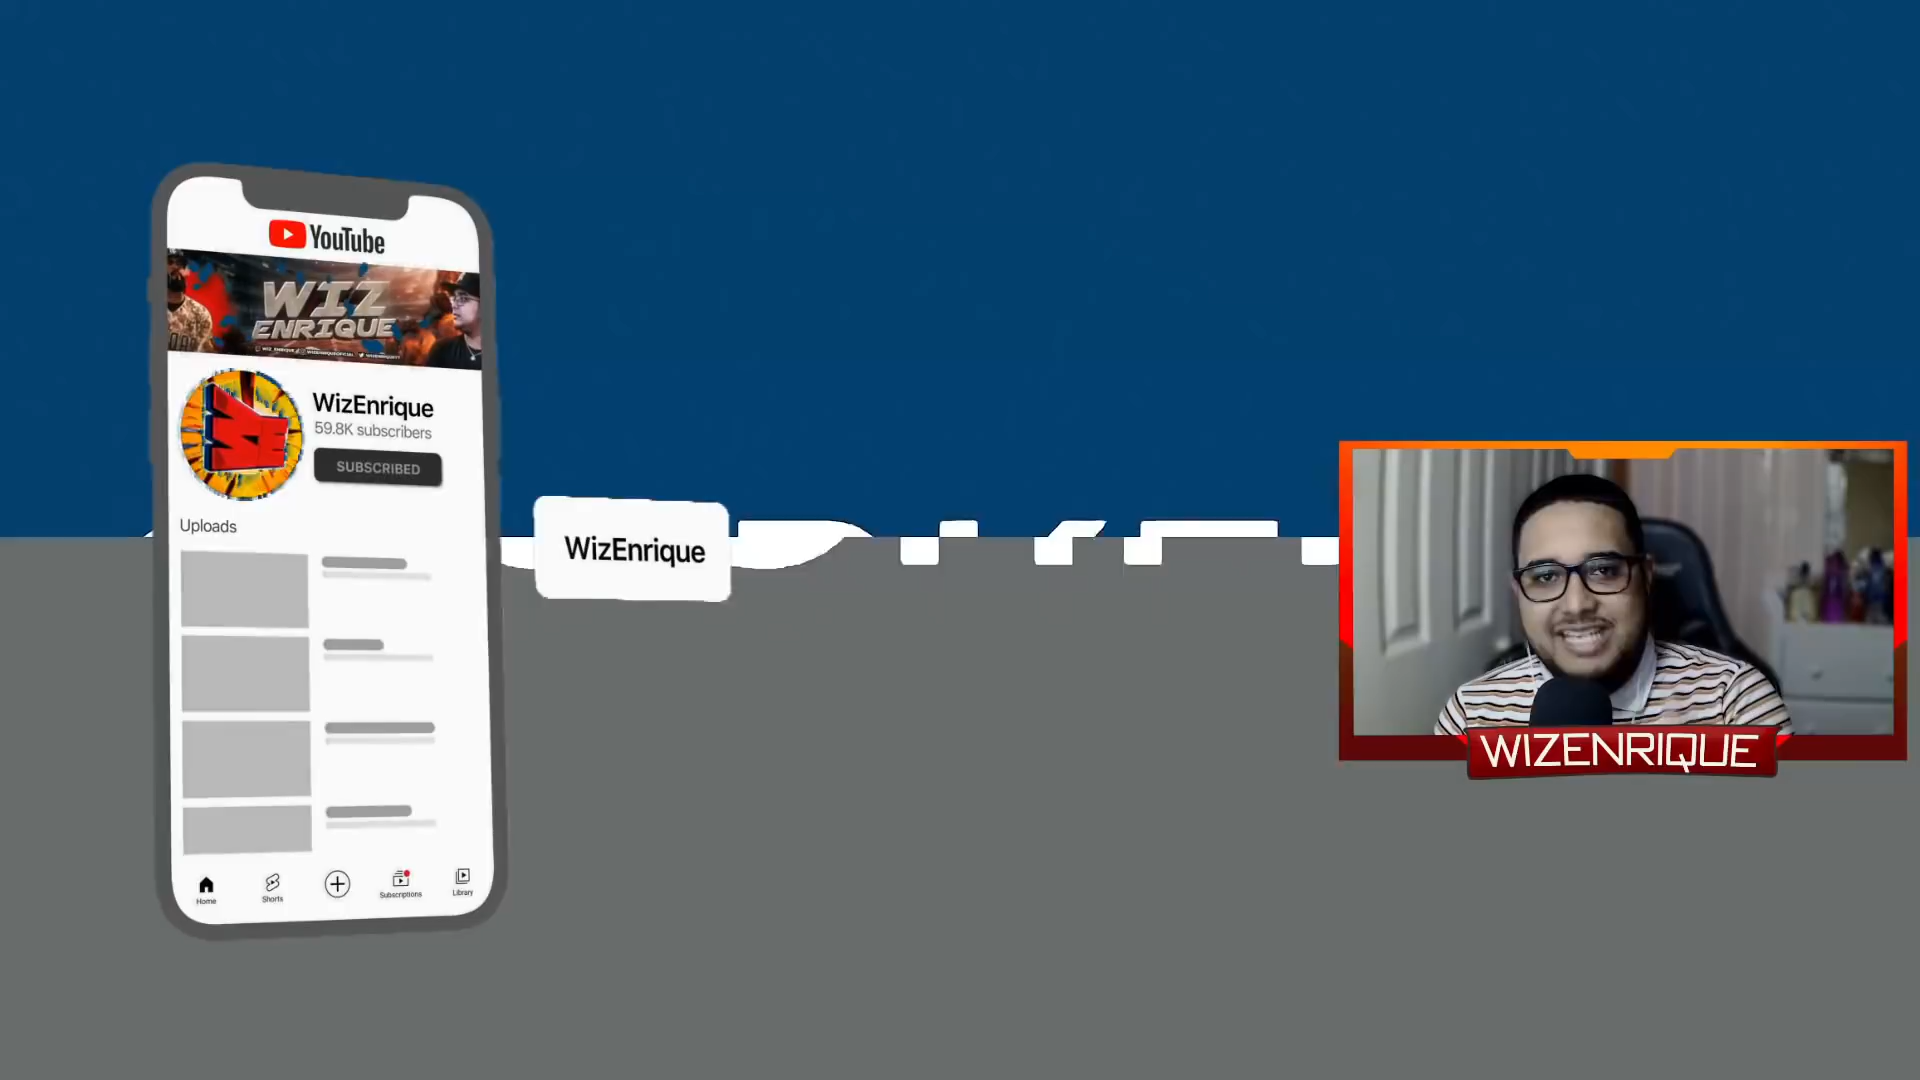 YouTube
WIZ
ENRIQUE
WizEnrique
59.8K subscribers
SUBSCRIBED
Uploads
Home
Shorts
Subscriptions
Library
WizEnrique
WIZENRIQUE